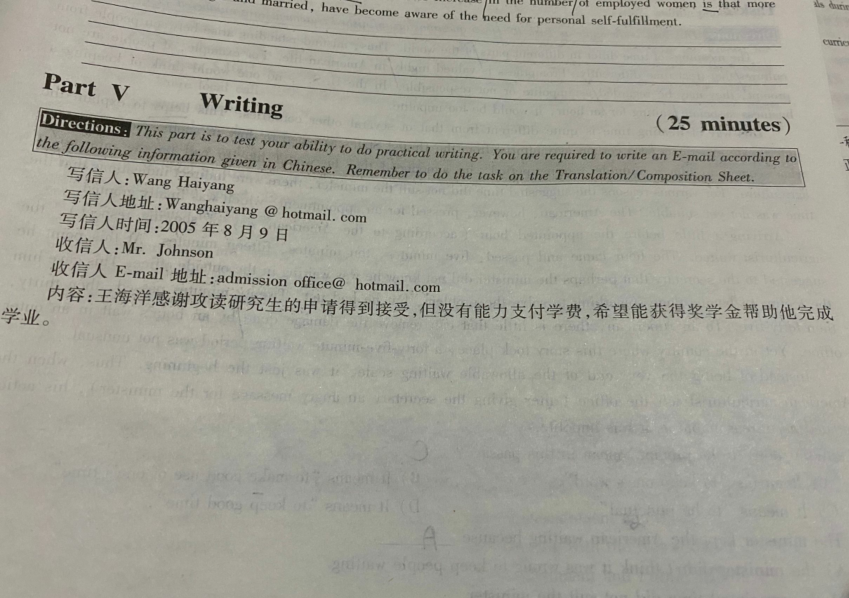 married, have become aware of the need for personal self-fulfillment.
the number of employed women is that more
Part V Writing (25 minutes)
Directions: This part is to test your ability to do practical writing. You are required to write an E-mail according to
the following information given in Chinese. Remember to do the task on the Translation/Composition Sheet.
写信人:Wang Haiyang
写信人地址:Wanghaiyang @ hotmail. com
写信人时间:2005 年 8 月 9 日
收信人:Mr. Johnson
收信人 E-mail 地址:admission office@ hotmail. com
内容:王海洋感谢攻读研究生的申请得到接受,但没有能力支付学费,希望能获得奖学金帮助他完成
学业。